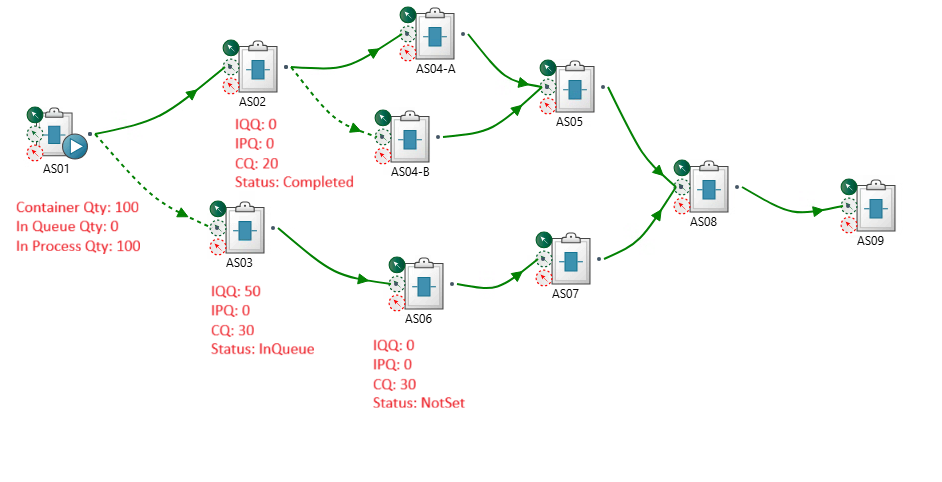 AS01
Container Qty: 100
In Queue Qty: 0
In Process Qty: 100
AS02
IQQ: 0
IPQ: 0
CQ: 20
Status: Completed
AS03
IQQ: 50
IPQ: 0
CQ: 30
Status: InQueue
AS04-A
AS04-B
AS06
IQQ: 0
IPQ: 0
CQ: 30
Status: NotSet
AS05
AS07
AS08
AS09